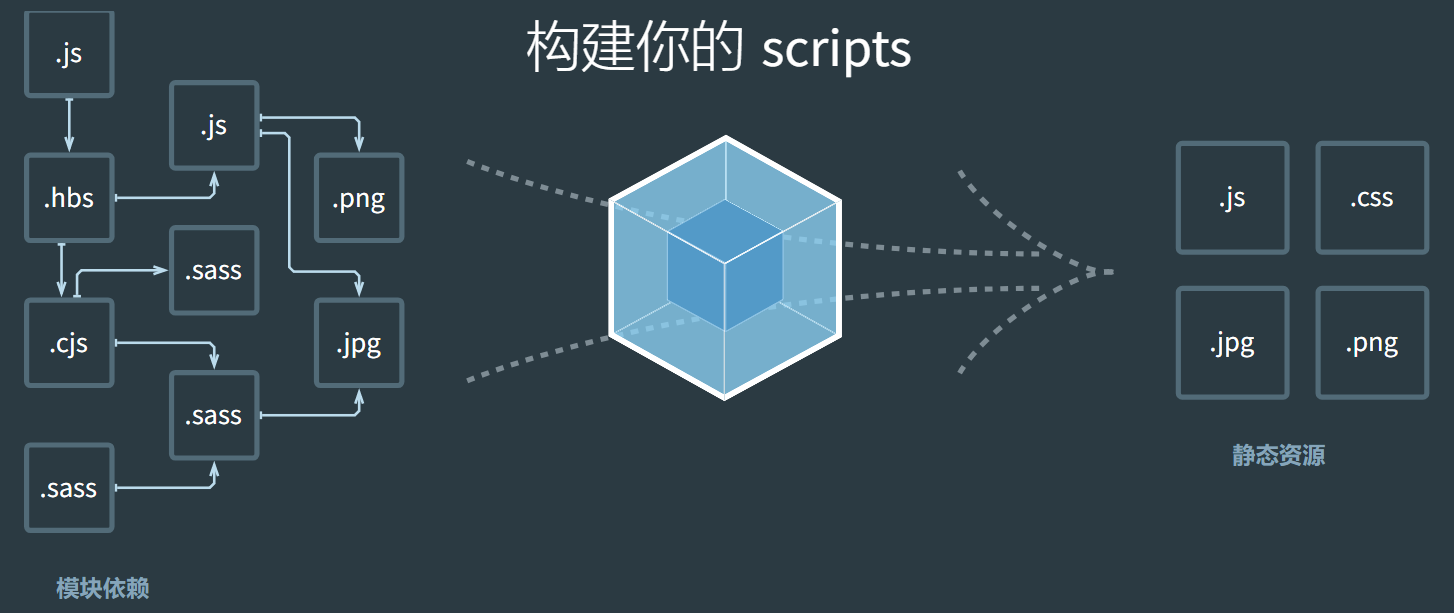 构建你的 scripts
.js
.js
.hbs
.png
.sass
.cjs
.jpg
.sass
.sass
模块依赖
.js
.css
.jpg
.png
静态资源